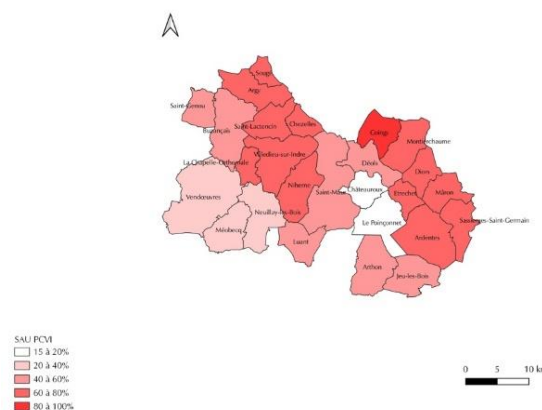 Sougé
Argy
Saint-Genou
Saint-Lactencin
Chezelles
Buzançais
Coings
Montierchaume
Villedieu-sur-Indre
La Chapelle-Orthemale
Déols
Diors
Niherne
Saint-Maur
Châteauroux
Etrechet
Mâron
Vendœuvres
Neuillay-les-Bois
Le Poinçonnet
Sassierges-Saint-Germain
Méobecq
Ardentes
Luant
Arthon
Jeu-les-Bois
SAU PCVI
15 à 20%
20 à 40%
40 à 60%
60 à 80%
80 à 100%
0 5 10 k